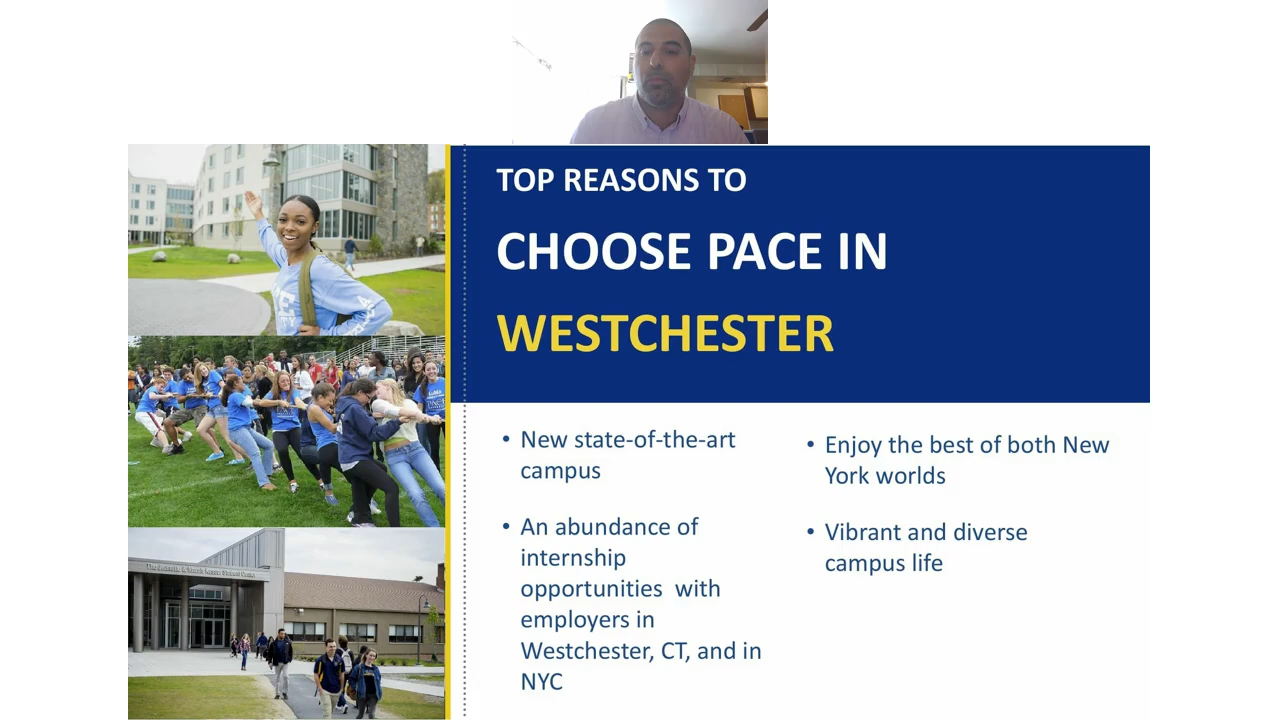 TOP REASONS TO
CHOOSE PACE IN
WESTCHESTER
• New state-of-the-art
campus
• An abundance of
internship
opportunities with
employers in
Westchester, CT, and in
NYC
• Enjoy the best of both New
York worlds
• Vibrant and diverse
campus life